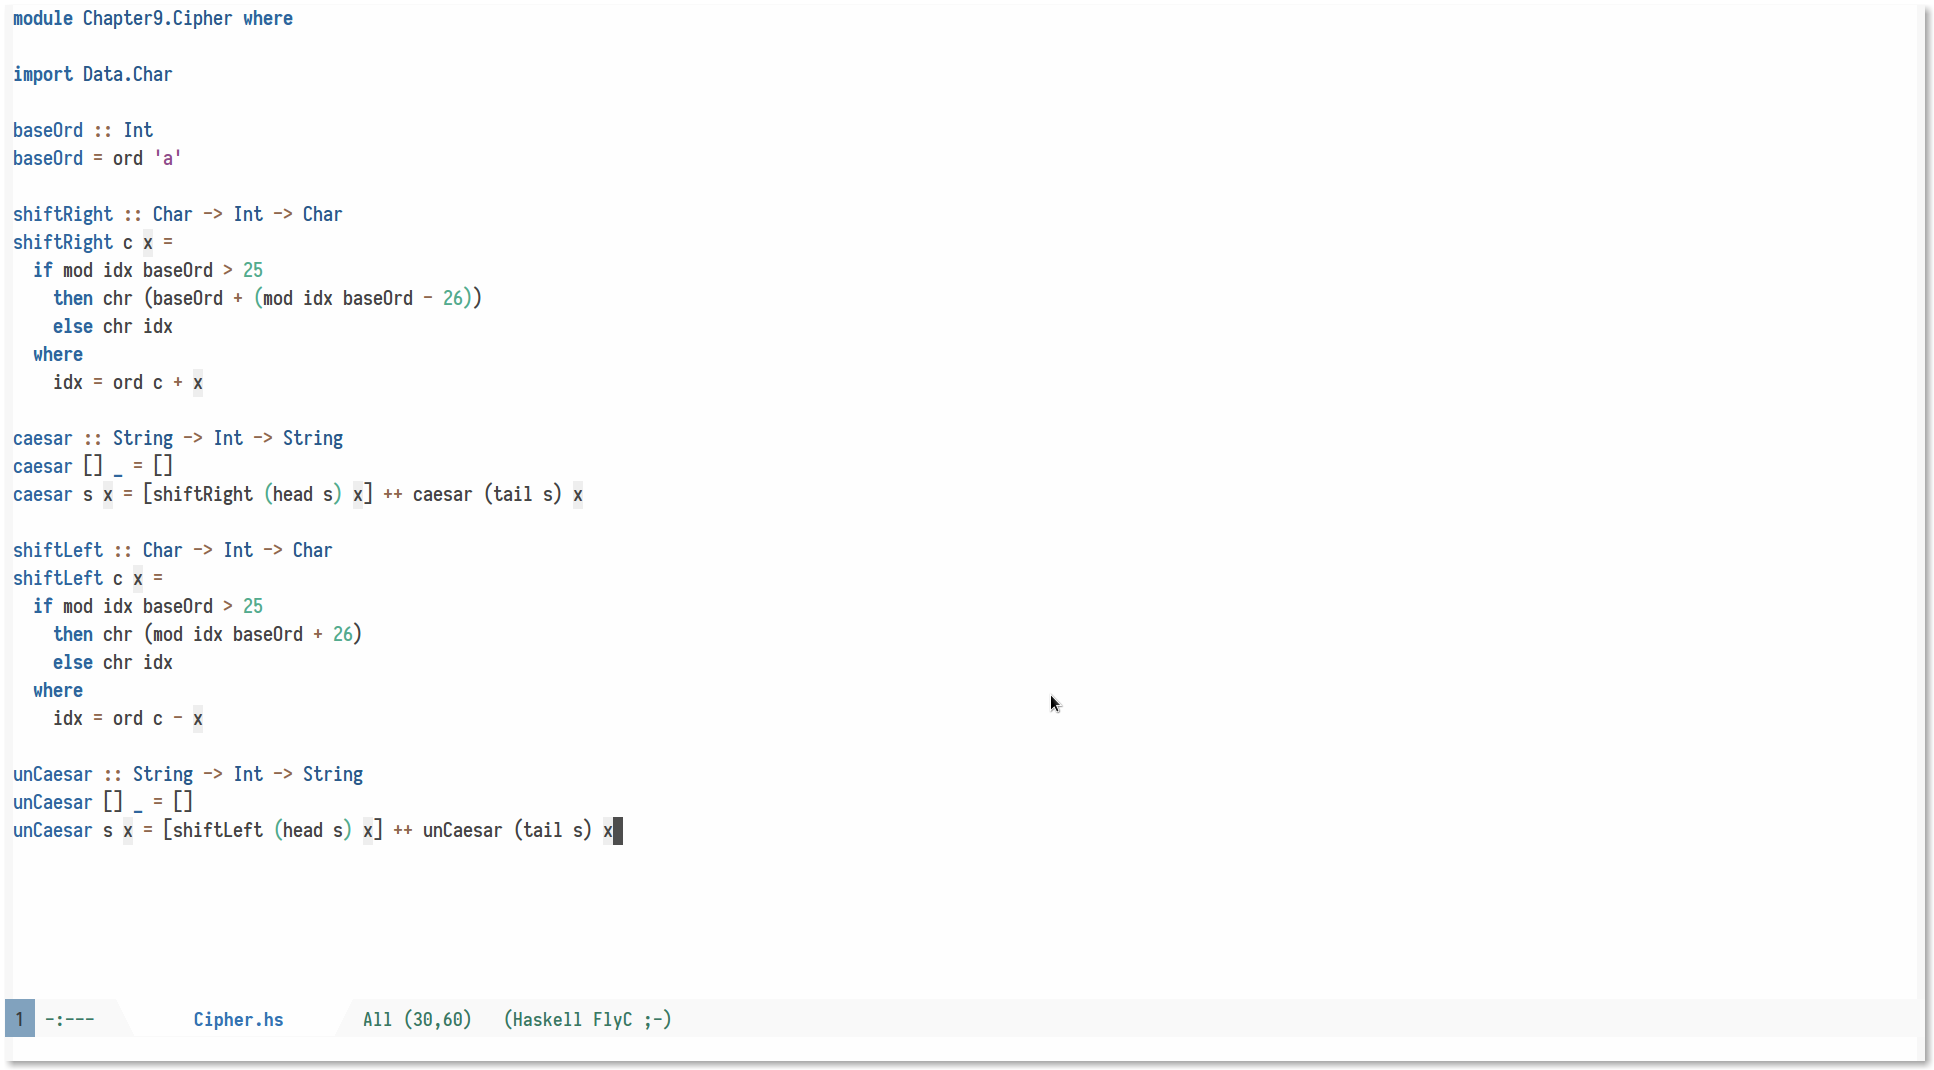 module Chapter9.Cipher where

import Data.Char

baseOrd :: Int
baseOrd = ord 'a'

shiftRight :: Char -> Int -> Char
shiftRight c x =
  if mod idx baseOrd > 25
    then chr (baseOrd + (mod idx baseOrd - 26))
    else chr idx
  where
    idx = ord c + x

caesar :: String -> Int -> String
caesar [] _ = []
caesar s x = [shiftRight (head s) x] ++ caesar (tail s) x

shiftLeft :: Char -> Int -> Char
shiftLeft c x =
  if mod idx baseOrd > 25
    then chr (mod idx baseOrd + 26)
    else chr idx
  where
    idx = ord c - x

unCaesar :: String -> Int -> String
unCaesar [] _ = []
unCaesar s x = [shiftLeft (head s) x] ++ unCaesar (tail s) x

1 -:--- Cipher.hs All (30,60) (Haskell FlyC ;-)